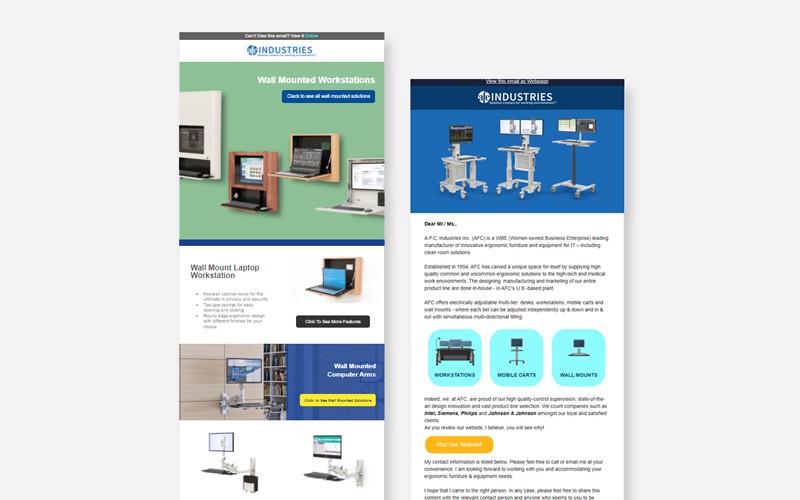 Can't View this email? View it Online
afc INDUSTRIES
Solution creators for working environments™
Wall Mounted Workstations
Click to see all wall mounted solutions
Wall Mount Laptop
Workstation
Keyless cabinet locks for the
ultimate in privacy and security
Two gas springs for easy
opening and closing
Round edge ergonomic design
with different finishes for your
choice
Click To See More Features
Wall Mounted
Computer Arms
Click To See Wall Mounted Solutions
View this email as Webpage
afc INDUSTRIES
Solution creators for working environments™
Dear Mr./ Ms.,
A.F.C. Industries Inc. (AFC) is a WBE (Women owned Business Enterprise) leading
manufacturer of innovative ergonomic furniture and equipment for IT – including
clean room solutions.
Established in 1994, AFC has carved a unique space for itself by supplying high
quality common and uncommon ergonomic solutions to the high-tech and medical
work environments. The designing, manufacturing and marketing of our entire
product line are done in-house - in AFC's U.S.-based plant.
AFC offers electrically adjustable multi-tier: desks, workstations, mobile carts and
wall mounts - where each tier can be adjusted independently up & down and in &
out with simultaneous multi-directional tilting.
WORKSTATIONS
MOBILE CARTS
WALL MOUNTS
Indeed, we, at AFC, are proud of our high quality-control supervision, state-of-the-
art design innovation and vast product line selection. We count companies such as
Intel, Siemens, Philips and Johnson & Johnson amongst our loyal and satisfied
clients.
As you review our website, I believe, you will see why!
Visit Our Website!
My contact information is listed below. Please feel free to call or email me at your
convenience. I am looking forward to working with you and accommodating your
ergonomic furniture & equipment needs.
I hope that I came to the right person. In any case, please feel free to share this
content with the relevant contact person and anyone who seems to you to be